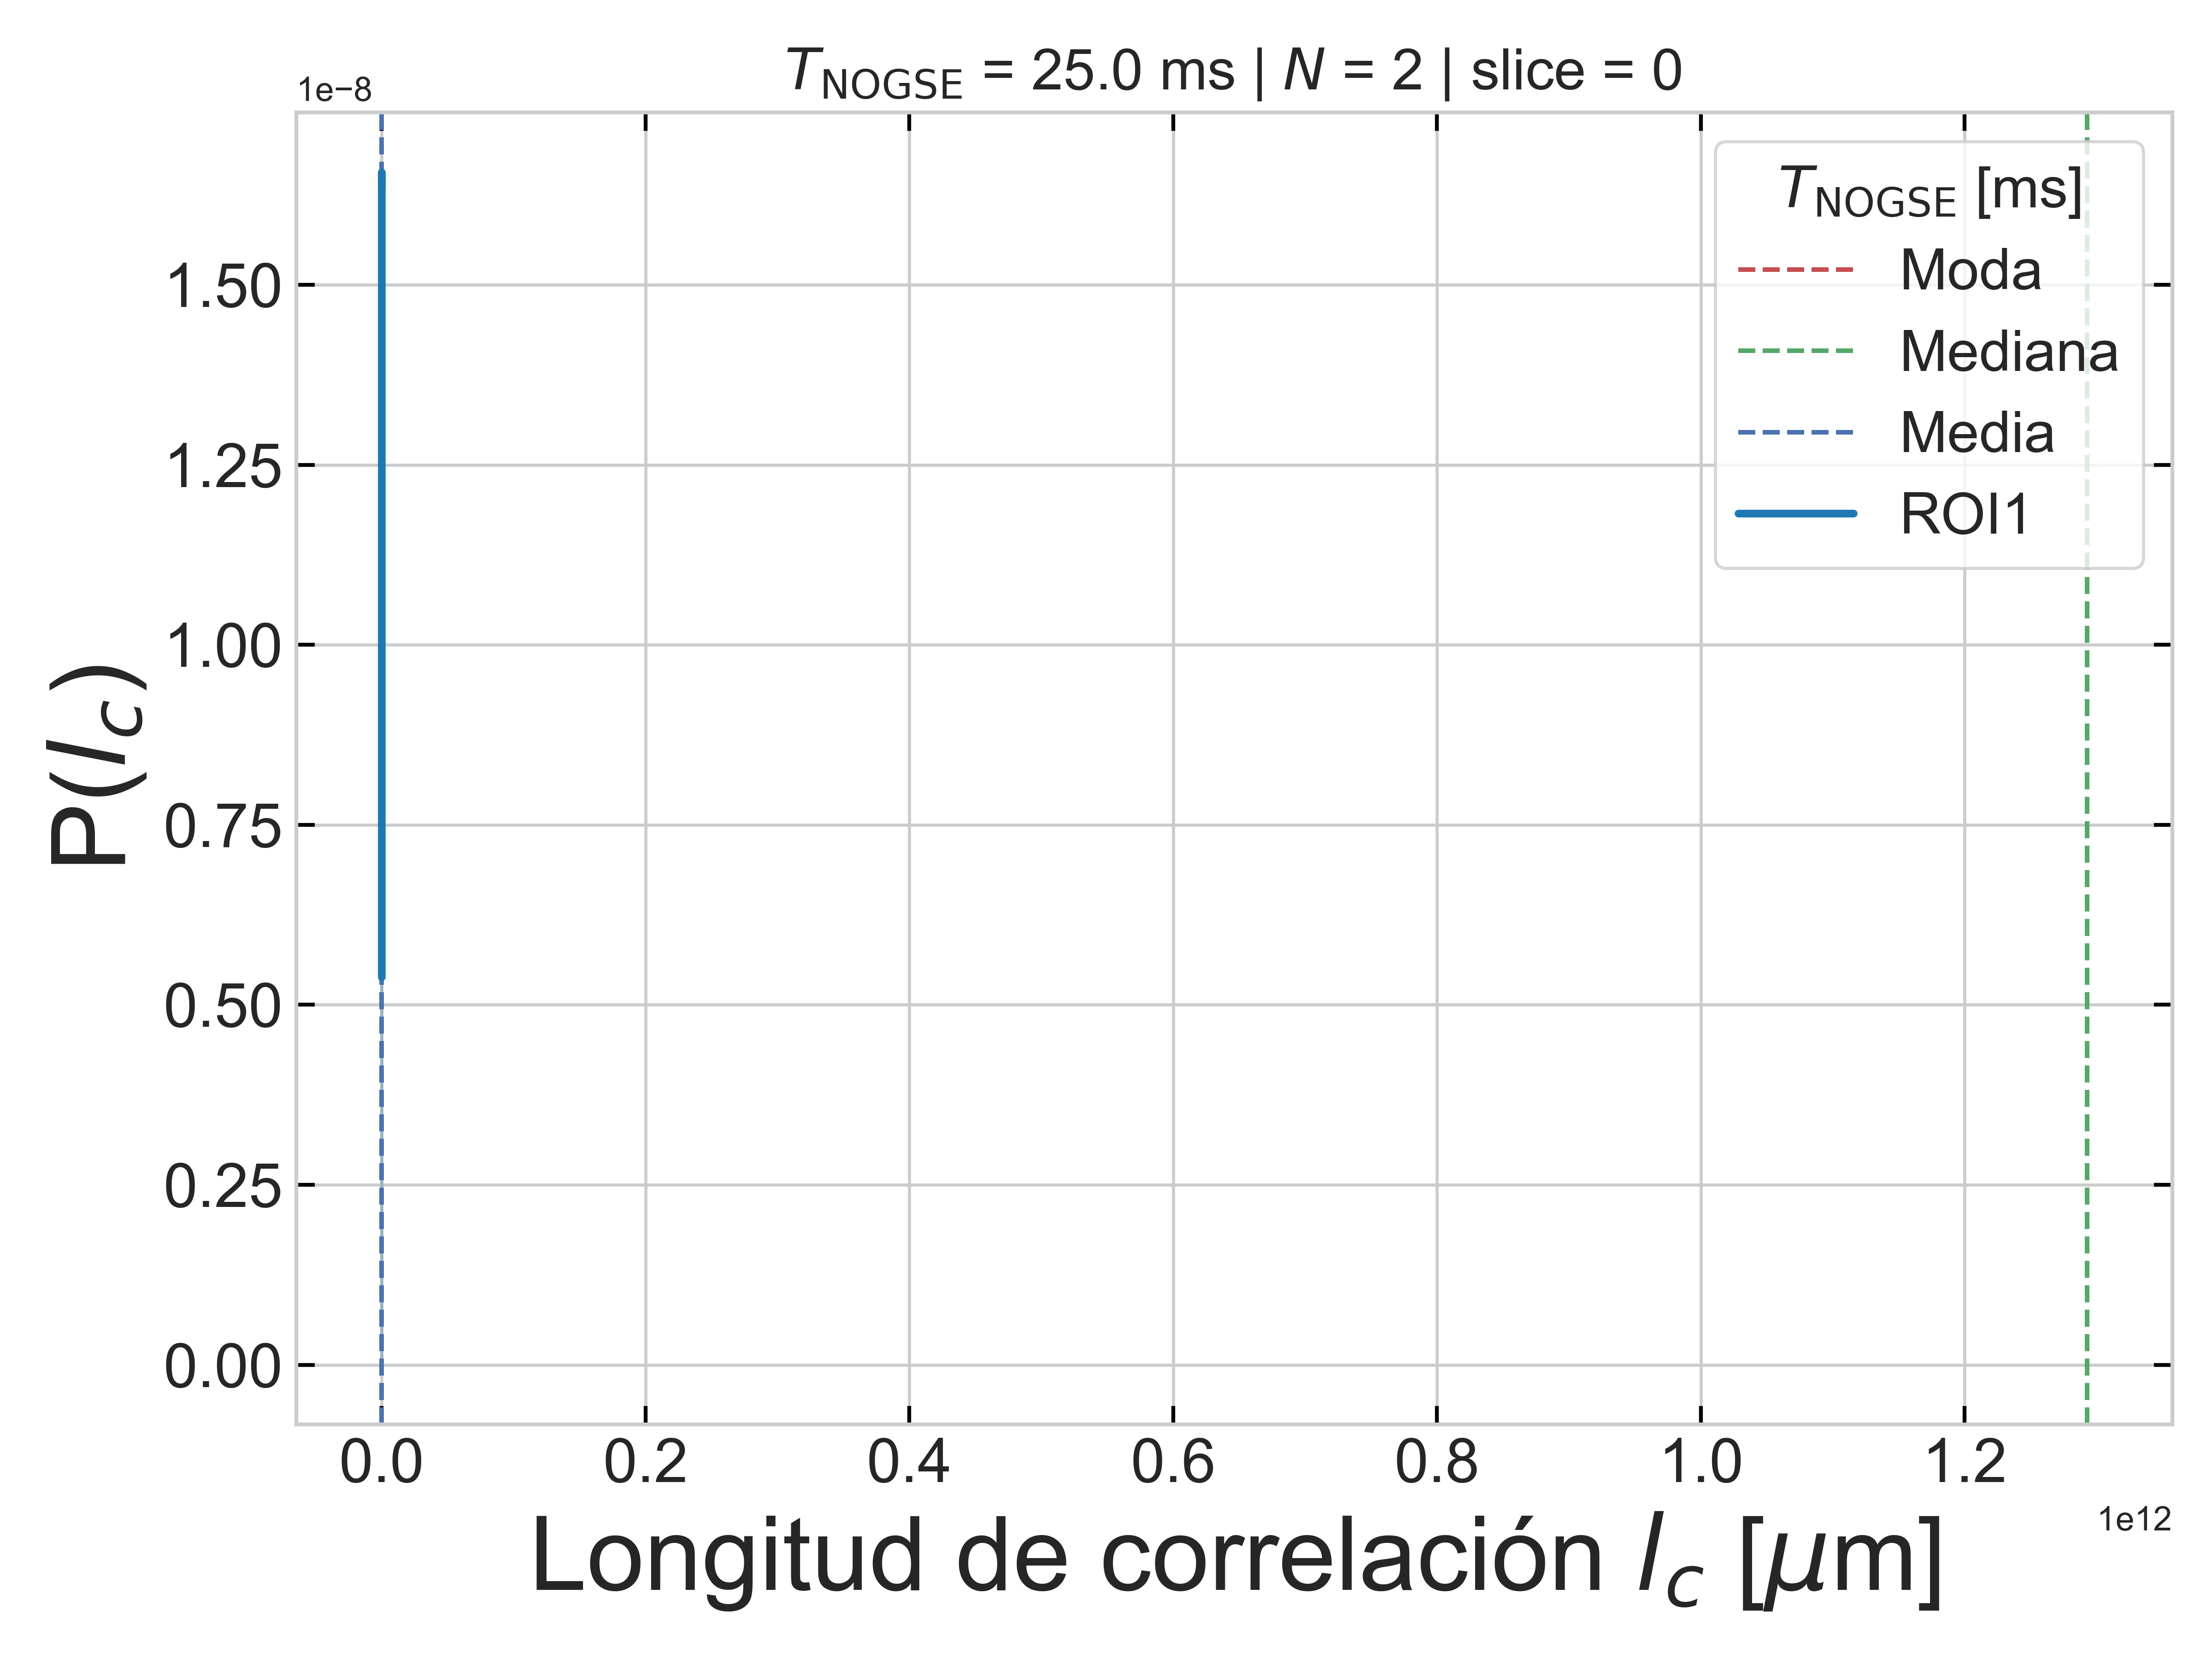 T_NOGSE = 25.0 ms | N = 2 | slice = 0
1e−8
T_NOGSE [ms]
Moda
Mediana
Media
ROI1
1.50
1.25
1.00
0.75
0.50
0.25
0.00
P(l_c)
0.0 0.2 0.4 0.6 0.8 1.0 1.2
1e12
Longitud de correlación l_c [μm]